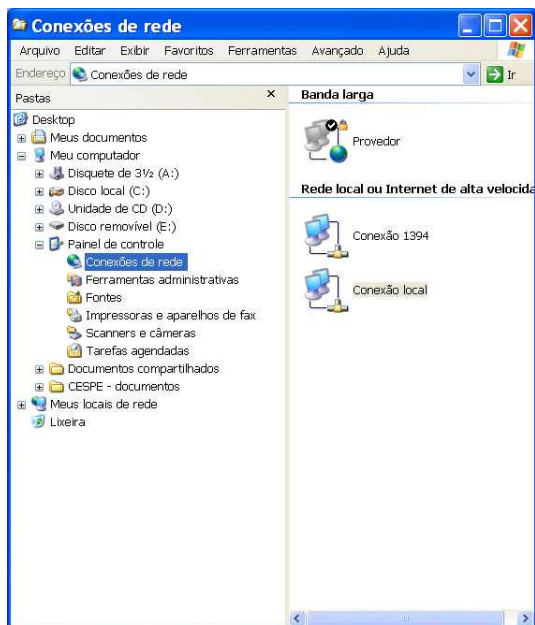 Conexões de rede
Arquivo Editar Exibir Favoritos Ferramentas Avançado Ajuda
Endereço Conexões de rede Ir
Pastas x
Desktop
Meus documentos
Meu computador
Disquete de 3½ (A:)
Disco local (C:)
Unidade de CD (D:)
Disco removível (E:)
Painel de controle
Conexões de rede
Ferramentas administrativas
Fontes
Impressoras e aparelhos de fax
Scanners e câmeras
Tarefas agendadas
Documentos compartilhados
CESPE - documentos
Meus locais de rede
Lixeira
Banda larga
Provedor
Rede local ou Internet de alta velocida
Conexão 1394
Conexão local